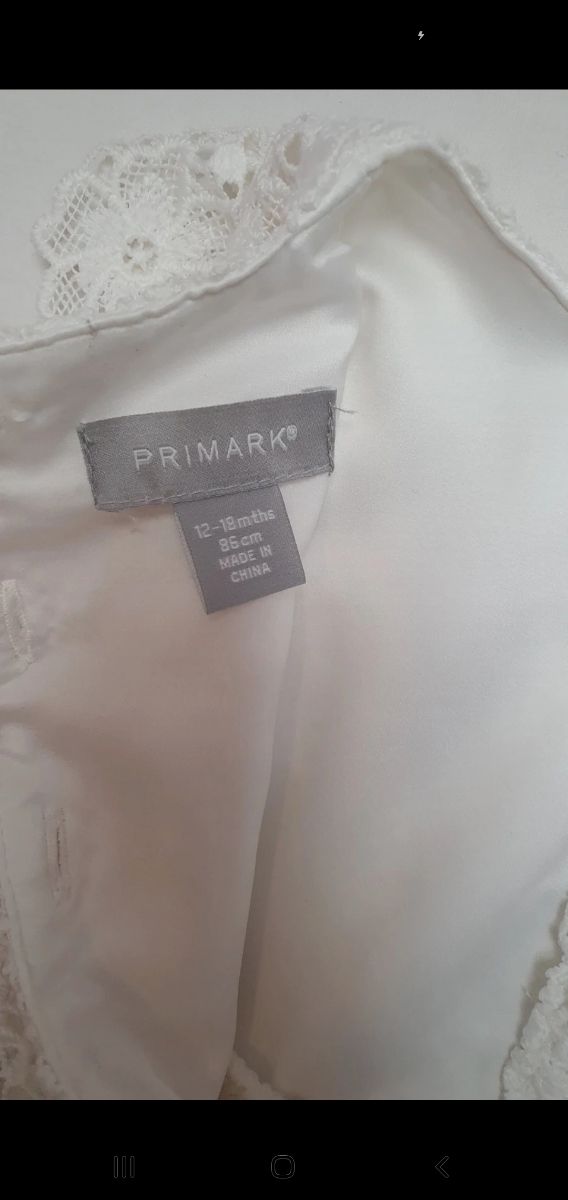 PRIMARK®
12-18mths
86cm
MADE IN
CHINA